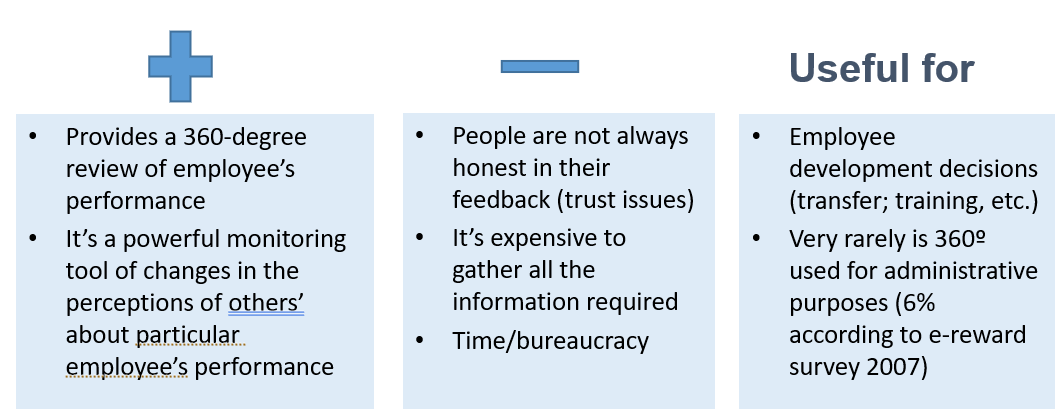 Useful for
• Provides a 360-degree
review of employee’s
performance
• It’s a powerful monitoring
tool of changes in the
perceptions of others’
about particular
employee’s performance
• People are not always
honest in their
feedback (trust issues)
• It’s expensive to
gather all the
information required
• Time/bureaucracy
• Employee
development decisions
(transfer; training, etc.)
• Very rarely is 360º
used for administrative
purposes (6%
according to e-reward
survey 2007)